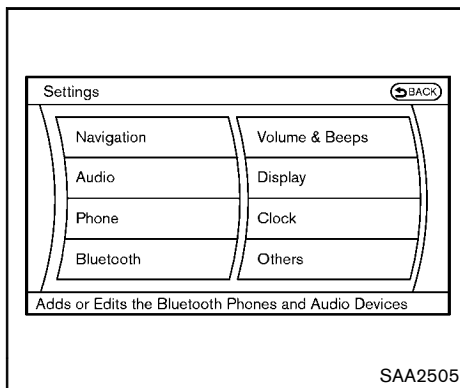 Settings
BACK
Navigation
Volume & Beeps
Audio
Display
Phone
Clock
Bluetooth
Others
Adds or Edits the Bluetooth Phones and Audio Devices
SAA2505